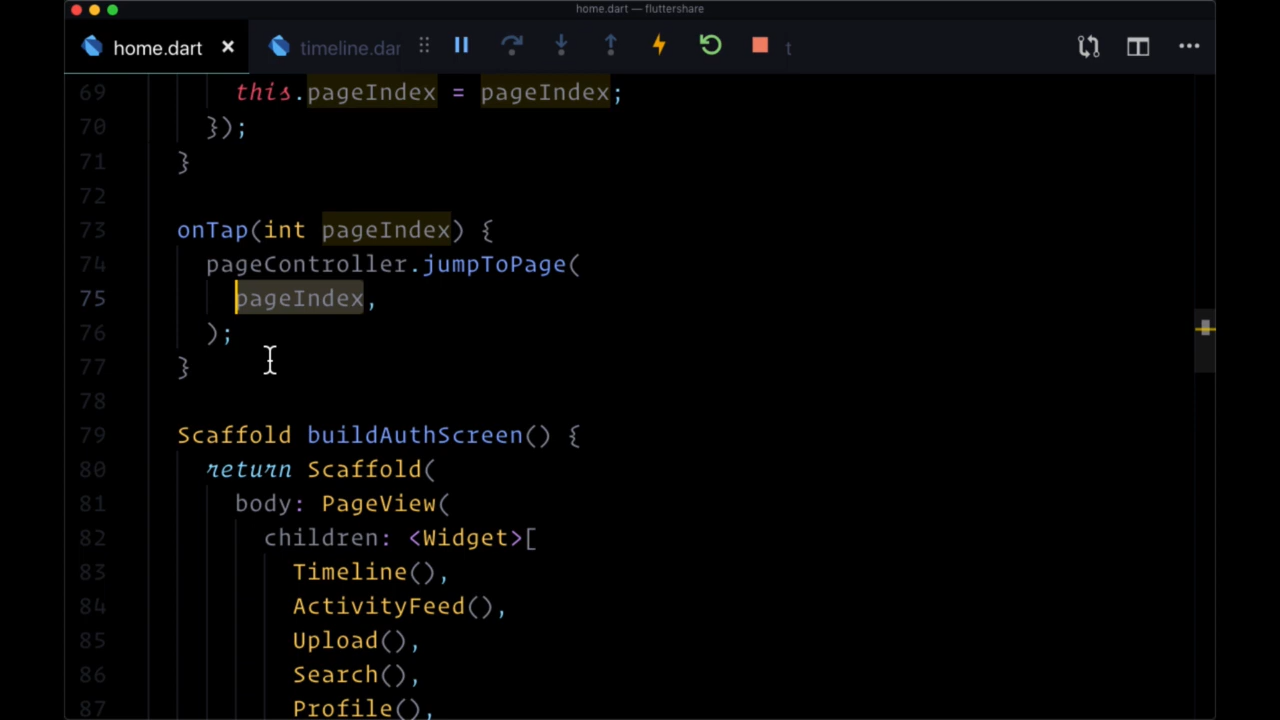 home.dart — fluttershare
home.dart × timeline.dar t
69 this.pageIndex = pageIndex;
70 });
71 }
72
73 onTap(int pageIndex) {
74 pageController.jumpToPage(
75 pageIndex,
76 );
77 }
78
79 Scaffold buildAuthScreen() {
80 return Scaffold(
81 body: PageView(
82 children: <Widget>[
83 Timeline(),
84 ActivityFeed(),
85 Upload(),
86 Search(),
87 Profile(),